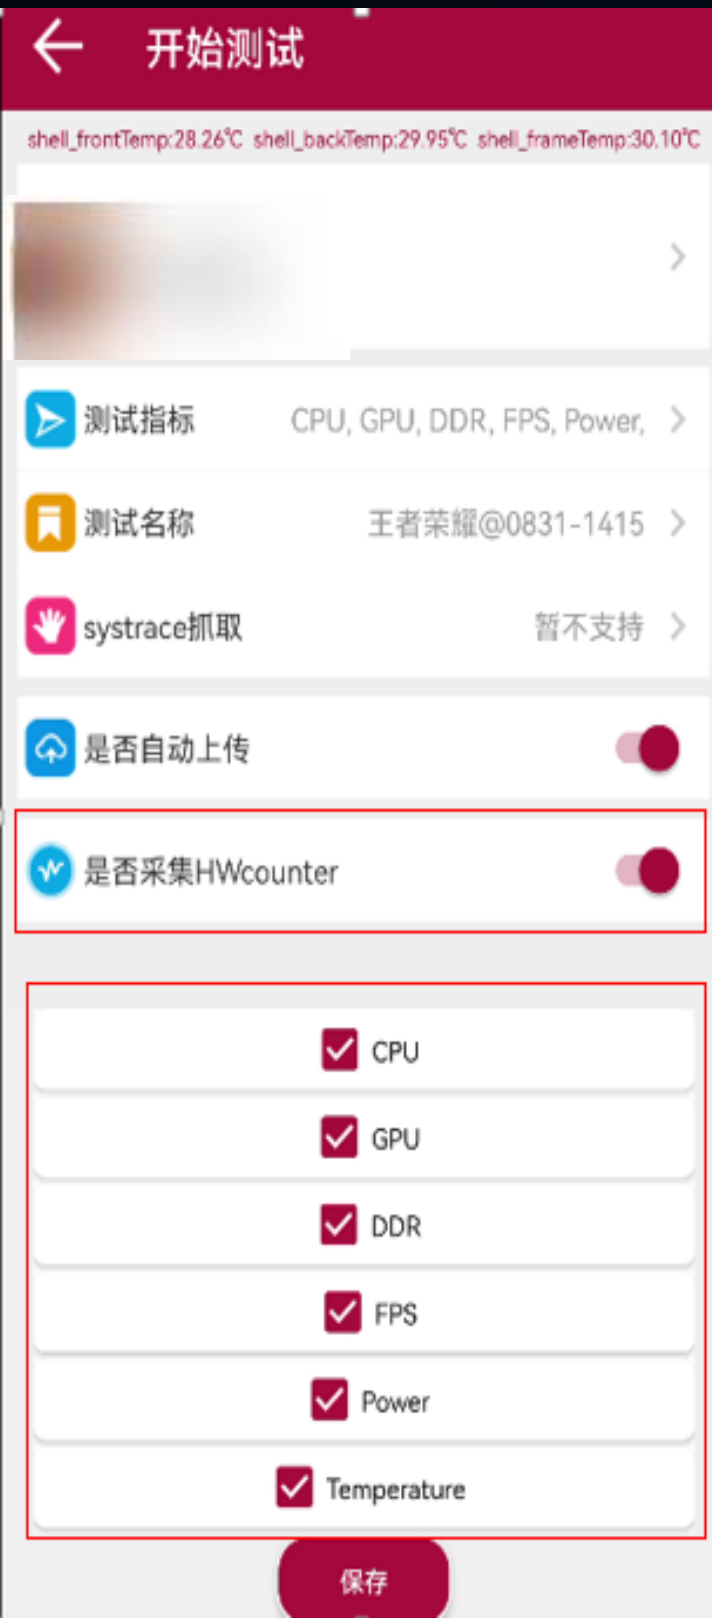 开始测试
shell_frontTemp:28.26℃ shell_backTemp:29.95℃ shell_frameTemp:30.10℃
测试指标 CPU, GPU, DDR, FPS, Power,
测试名称 王者荣耀@0831-1415
systrace抓取 暂不支持
是否自动上传
是否采集HWcounter
CPU
GPU
DDR
FPS
Power
Temperature
保存